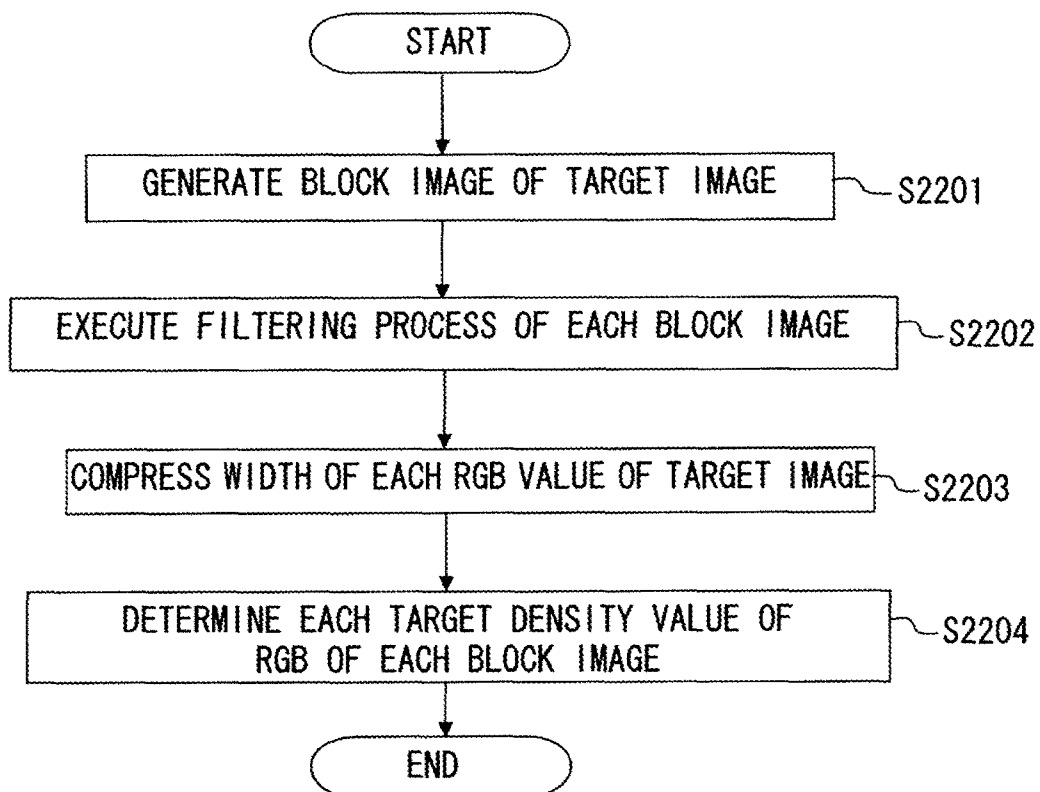 START
GENERATE BLOCK IMAGE OF TARGET IMAGE
S2201
EXECUTE FILTERING PROCESS OF EACH BLOCK IMAGE
S2202
COMPRESS WIDTH OF EACH RGB VALUE OF TARGET IMAGE
S2203
DETERMINE EACH TARGET DENSITY VALUE OF
RGB OF EACH BLOCK IMAGE
S2204
END